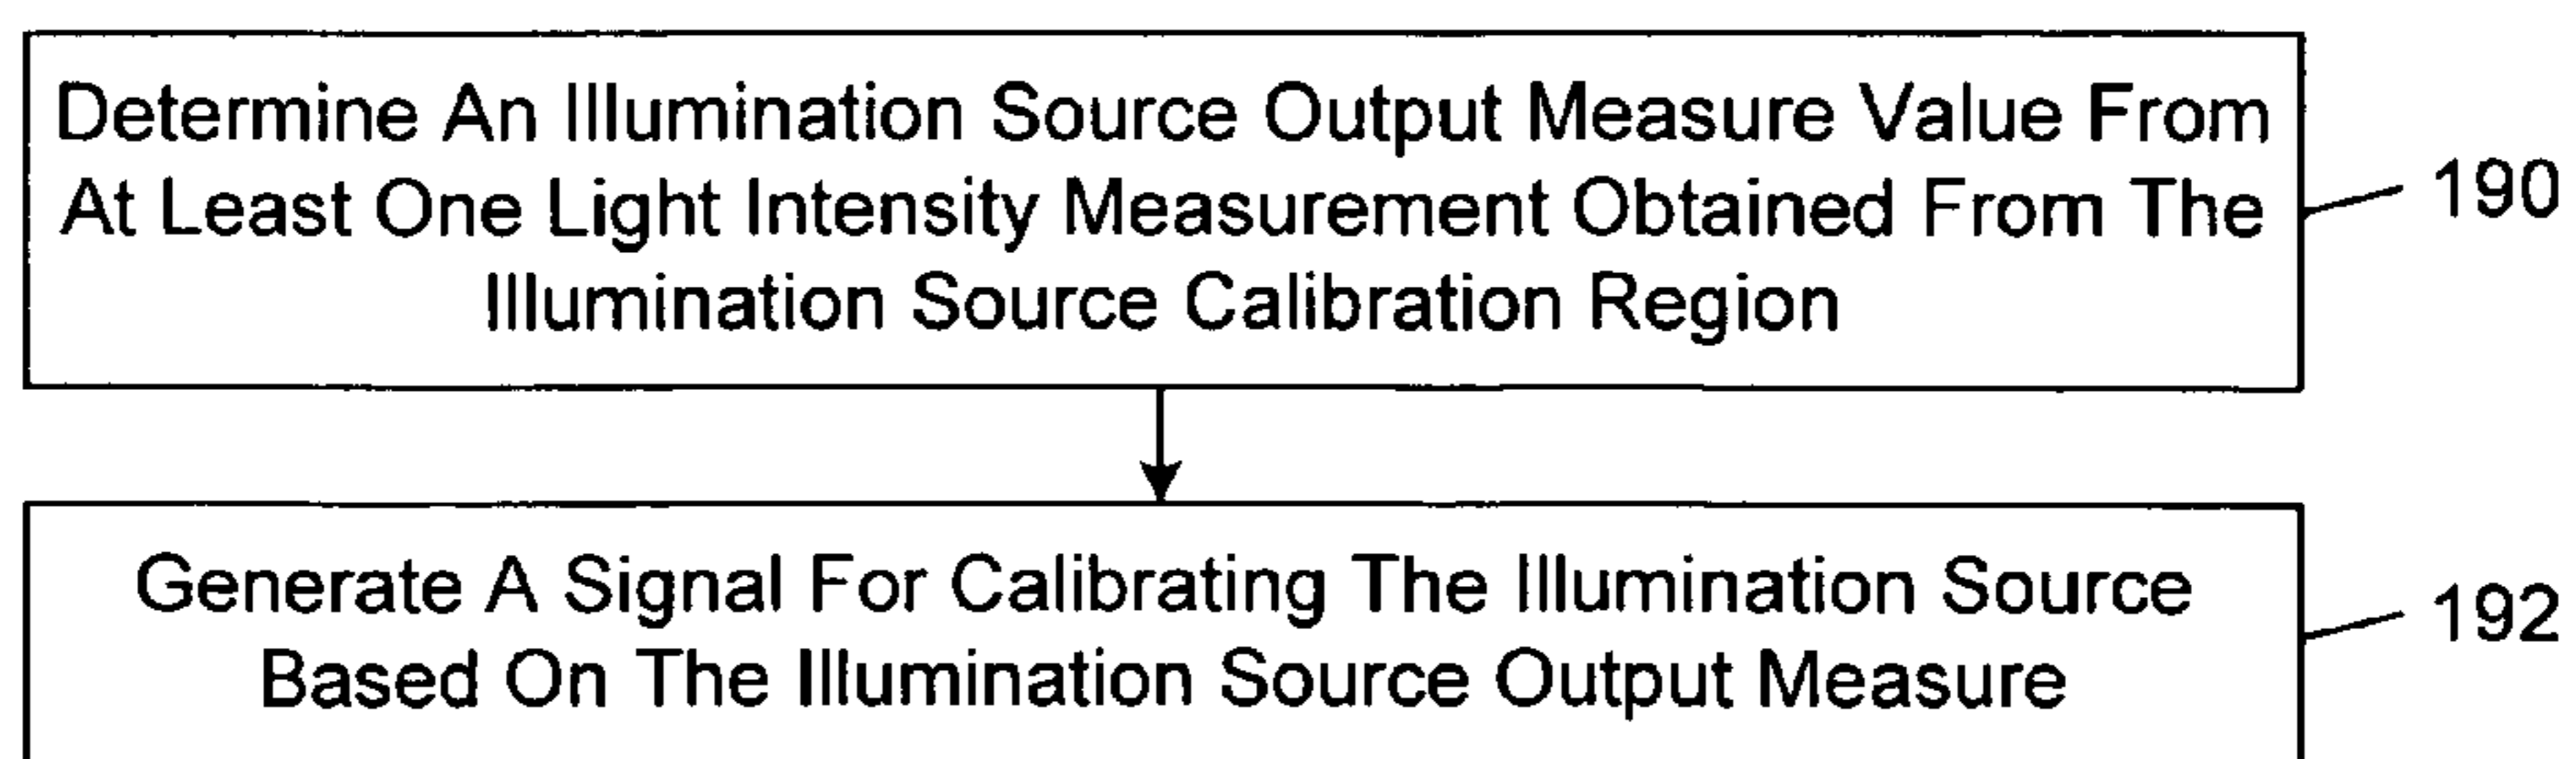 Determine An Illumination Source Output Measure Value From
At Least One Light Intensity Measurement Obtained From The
Illumination Source Calibration Region
190
Generate A Signal For Calibrating The Illumination Source
Based On The Illumination Source Output Measure
192